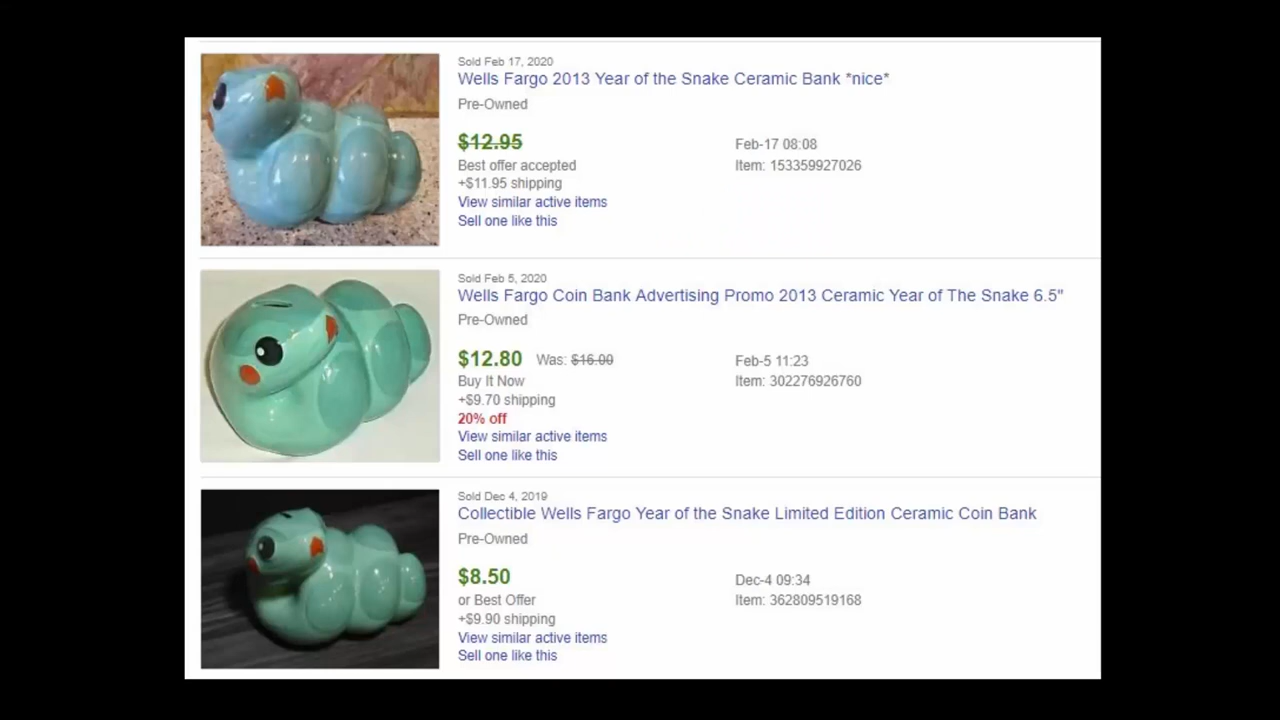 Sold Feb 17, 2020
Wells Fargo 2013 Year of the Snake Ceramic Bank *nice*
Pre-Owned
$12.95
Feb-17 08:08
Best offer accepted
Item: 153359927026
+$11.95 shipping
View similar active items
Sell one like this
Sold Feb 5, 2020
Wells Fargo Coin Bank Advertising Promo 2013 Ceramic Year of The Snake 6.5"
Pre-Owned
$12.80 Was: $16.00
Feb-5 11:23
Buy It Now
Item: 302276926760
+$9.70 shipping
20% off
View similar active items
Sell one like this
Sold Dec 4, 2019
Collectible Wells Fargo Year of the Snake Limited Edition Ceramic Coin Bank
Pre-Owned
$8.50
Dec-4 09:34
or Best Offer
Item: 362809519168
+$9.90 shipping
View similar active items
Sell one like this